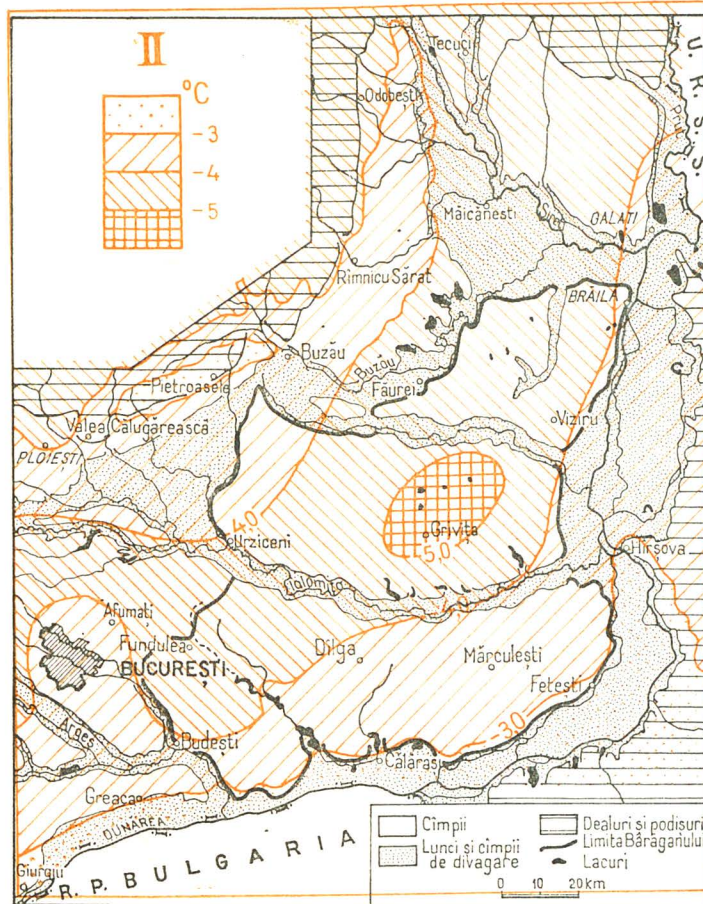 II
°C
-3
-4
-5
U. R. S. S.
Prut
Tecuci
Odobești
Măicănești
GALAȚI
Rîmnicu Sărat
BRĂILA
Buzău
Buzău
Făurei
Pietroasele
Viziru
Valea Călugărească
PLOIEȘTI
4,0
Grivița
-5,0
Urziceni
Hîrșova
Ialomița
Afumați
Fundulea
BUCUREȘTI
Dîlga
Mărculești
Fetești
Argeș
Budești
-3,0
Călărași
Greaca
DUNĂREA
Giurgiu
R. P. BULGARIA
Cîmpii
Lunci și cîmpii
de divagare
Dealuri și podișuri
Limita Bărăganului
Lacuri
0 10 20 km